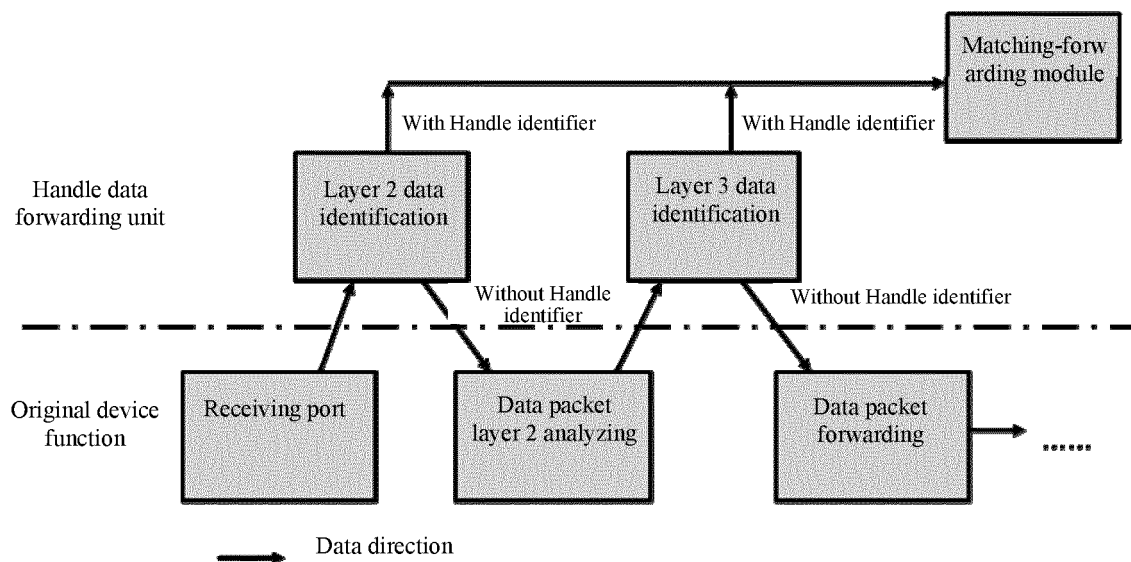 Matching-forw
arding module
With Handle identifier
With Handle identifier
Handle data
forwarding unit
Layer 2 data
identification
Layer 3 data
identification
Without Handle
identifier
Without Handle identifier
Original device
function
Receiving port
Data packet
layer 2 analyzing
Data packet
forwarding
......
Data direction